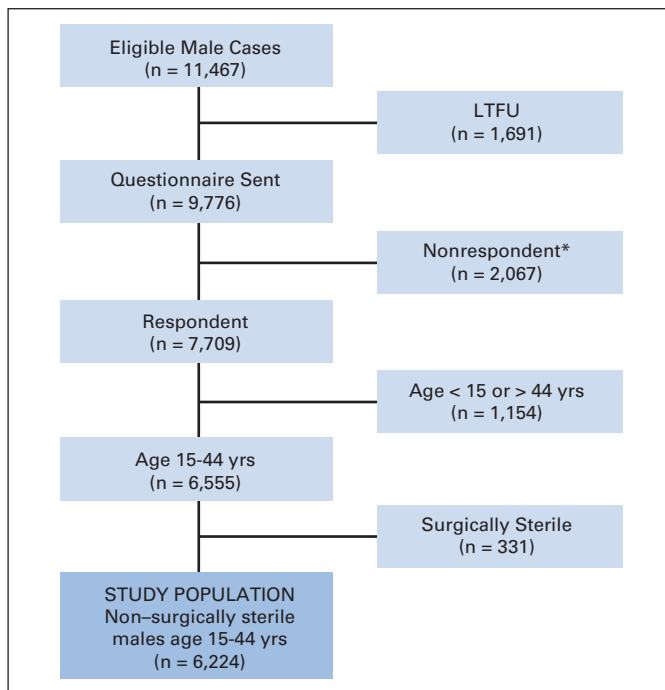 Eligible Male Cases
(n = 11,467)
LTFU
(n = 1,691)
Questionnaire Sent
(n = 9,776)
Nonrespondent*
(n = 2,067)
Respondent
(n = 7,709)
Age < 15 or > 44 yrs
(n = 1,154)
Age 15-44 yrs
(n = 6,555)
Surgically Sterile
(n = 331)
STUDY POPULATION
Non–surgically sterile
males age 15-44 yrs
(n = 6,224)